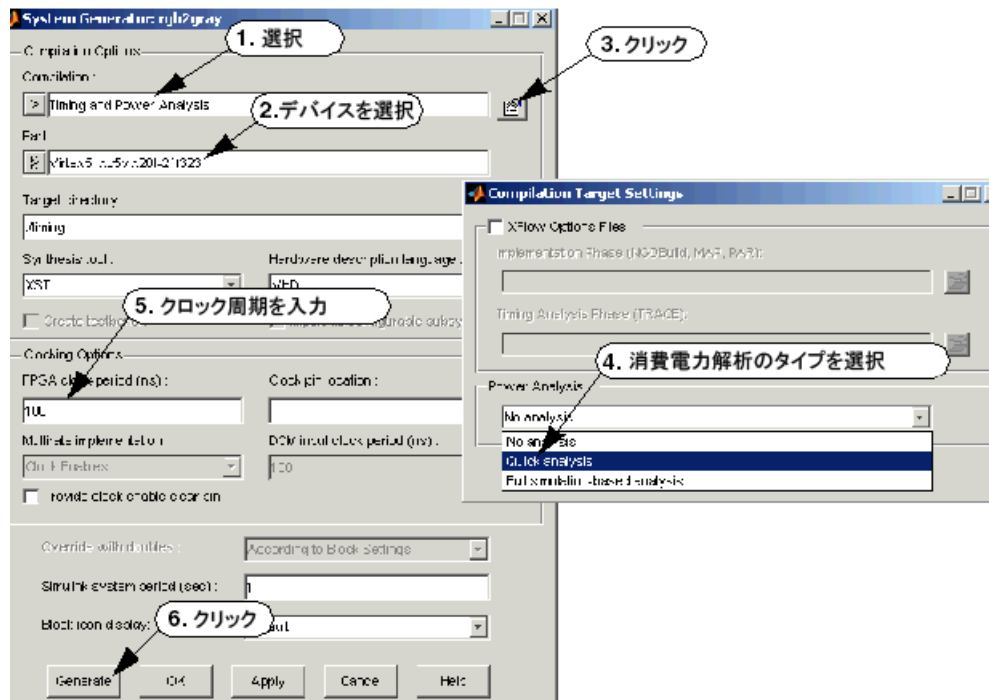 System Generator: rgb2gray
1. 選択
3. クリック
Compilation Options
Compilation :
Timing and Power Analysis
2.デバイスを選択
Part
Target directory
./timing
Compilation Target Settings
XFlow Options Files
Implementation Phase (NGDBuild, MAP, PAR):
Timing Analysis Phase (TRACE):
Synthesis tool :
Hardware description language :
XST
VHDL
5. クロック周期を入力
Create testbench
Clocking Options
4. 消費電力解析のタイプを選択
FPGA clock period (ns) :
Clock pin location :
100
Power Analysis
No analysis
No analysis
Quick analysis
Full simulation-based analysis
Multirate implementation
DCM input clock period (ns) :
Clock Enables
100
Provide clock enable clear pin
Override with doubles :
According to Block Settings
Simulink system period (sec) :
1
Block icon display:
6. クリック
Generate
OK
Apply
Cancel
Help